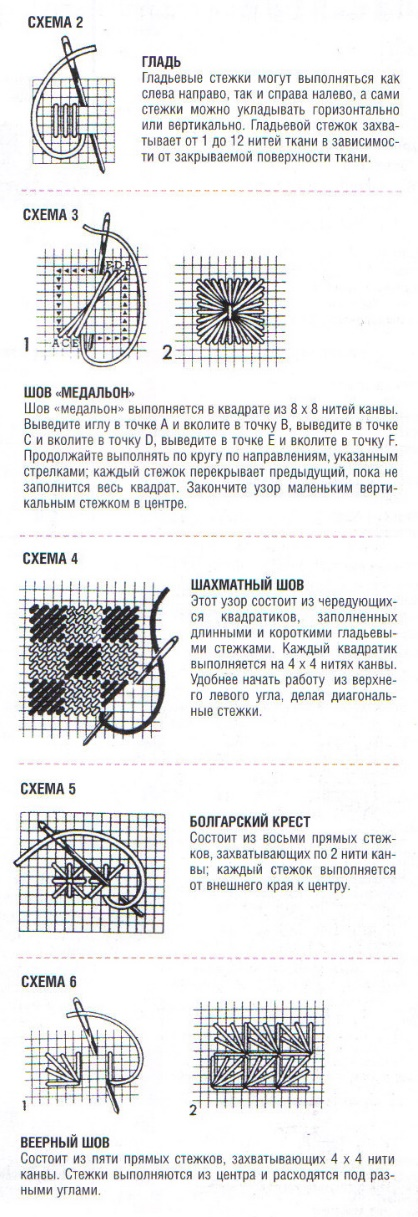 СХЕМА 2
ГЛАДЬ
Гладьевые стежки могут выполняться как
слева направо, так и справа налево, а сами
стежки можно укладывать горизонтально
или вертикально. Гладьевой стежок захва-
тывает от 1 до 12 нитей ткани в зависимос-
ти от закрываемой поверхности ткани.
СХЕМА 3
F D B
A C E
1
2
ШОВ «МЕДАЛЬОН»
Шов «медальон» выполняется в квадрате из 8 х 8 нитей канвы.
Выведите иглу в точке А и вколите в точку В, выведите в точке
С и вколите в точку D, выведите в точке Е и вколите в точку F.
Продолжайте выполнять по кругу по направлениям, указанным
стрелками; каждый стежок перекрывает предыдущий, пока не
заполнится весь квадрат. Закончите узор маленьким верти-
кальным стежком в центре.
СХЕМА 4
ШАХМАТНЫЙ ШОВ
Этот узор состоит из чередующих-
ся квадратиков, заполненных
длинными и короткими гладьевы-
ми стежками. Каждый квадратик
выполняется на 4 х 4 нитях канвы.
Удобнее начать работу из верхне-
го левого угла, делая диагональ-
ные стежки.
СХЕМА 5
БОЛГАРСКИЙ КРЕСТ
Состоит из восьми прямых стеж-
ков, захватывающих по 2 нити кан-
вы; каждый стежок выполняется
от внешнего края к центру.
СХЕМА 6
1
2
ВЕЕРНЫЙ ШОВ
Состоит из пяти прямых стежков, захватывающих 4 х 4 нити
канвы. Стежки выполняются из центра и расходятся под раз-
ными углами.